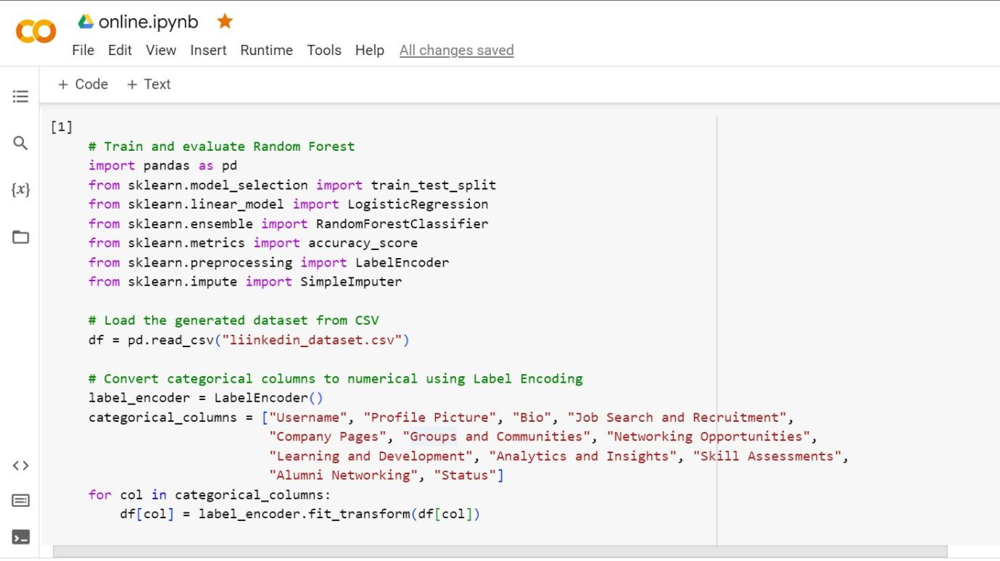 online.ipynb
File Edit View Insert Runtime Tools Help All changes saved
+ Code + Text
[1]
# Train and evaluate Random Forest
import pandas as pd
from sklearn.model_selection import train_test_split
from sklearn.linear_model import LogisticRegression
from sklearn.ensemble import RandomForestClassifier
from sklearn.metrics import accuracy_score
from sklearn.preprocessing import LabelEncoder
from sklearn.impute import SimpleImputer
# Load the generated dataset from CSV
df = pd.read_csv("liinkedin_dataset.csv")
# Convert categorical columns to numerical using Label Encoding
label_encoder = LabelEncoder()
categorical_columns = ["Username", "Profile Picture", "Bio", "Job Search and Recruitment",
"Company Pages", "Groups and Communities", "Networking Opportunities",
"Learning and Development", "Analytics and Insights", "Skill Assessments",
"Alumni Networking", "Status"]
for col in categorical_columns:
    df[col] = label_encoder.fit_transform(df[col])